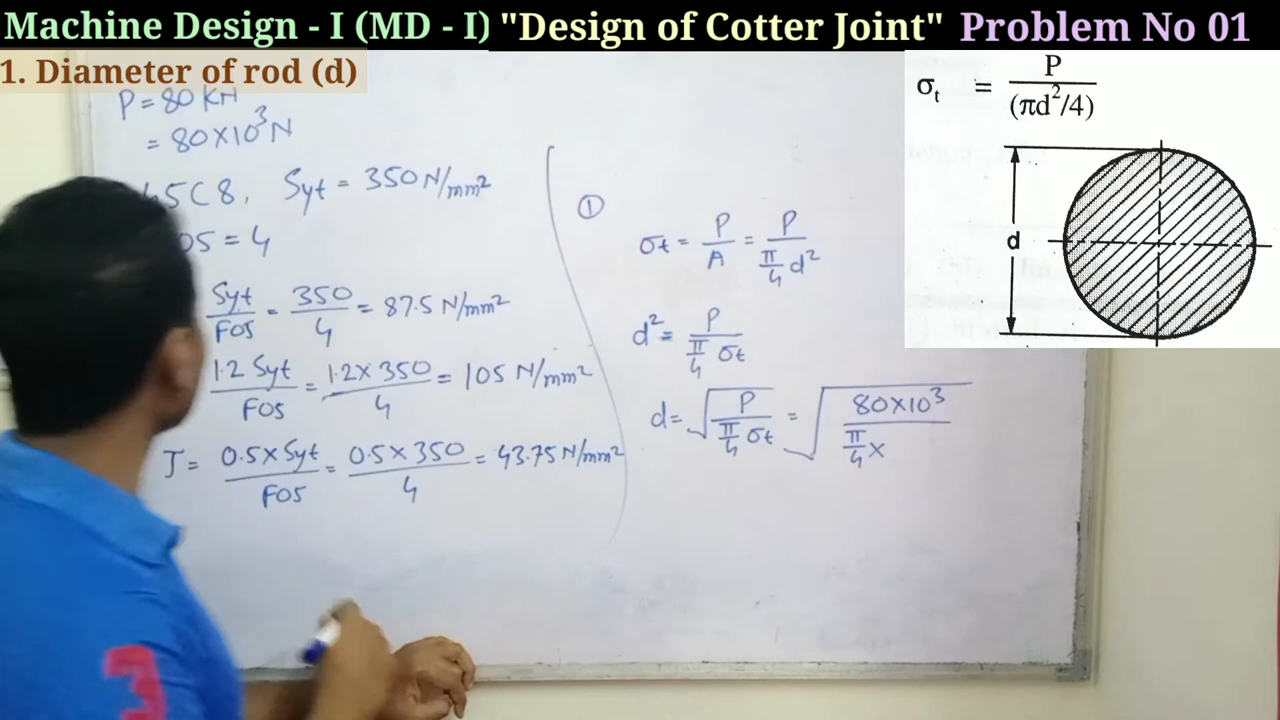 Machine Design - I (MD - I) "Design of Cotter Joint" Problem No 01
1. Diameter of rod (d)
P = 80 KN
= 80×10³ N
45C8, Syt = 350 N/mm²
OS = 4
Syt/FOS = 350/4 = 87.5 N/mm²
1.2 Syt/FOS = 1.2×350/4 = 105 N/mm²
J = 0.5×Syt/FOS = 0.5×350/4 = 43.75 N/mm²
①
σt = P/A = P/(π/4 d²)
d² = P/(π/4 σt)
d = √(P/(π/4 σt)) = √(80×10³/(π/4 ×
σt = P/(πd²/4)
d